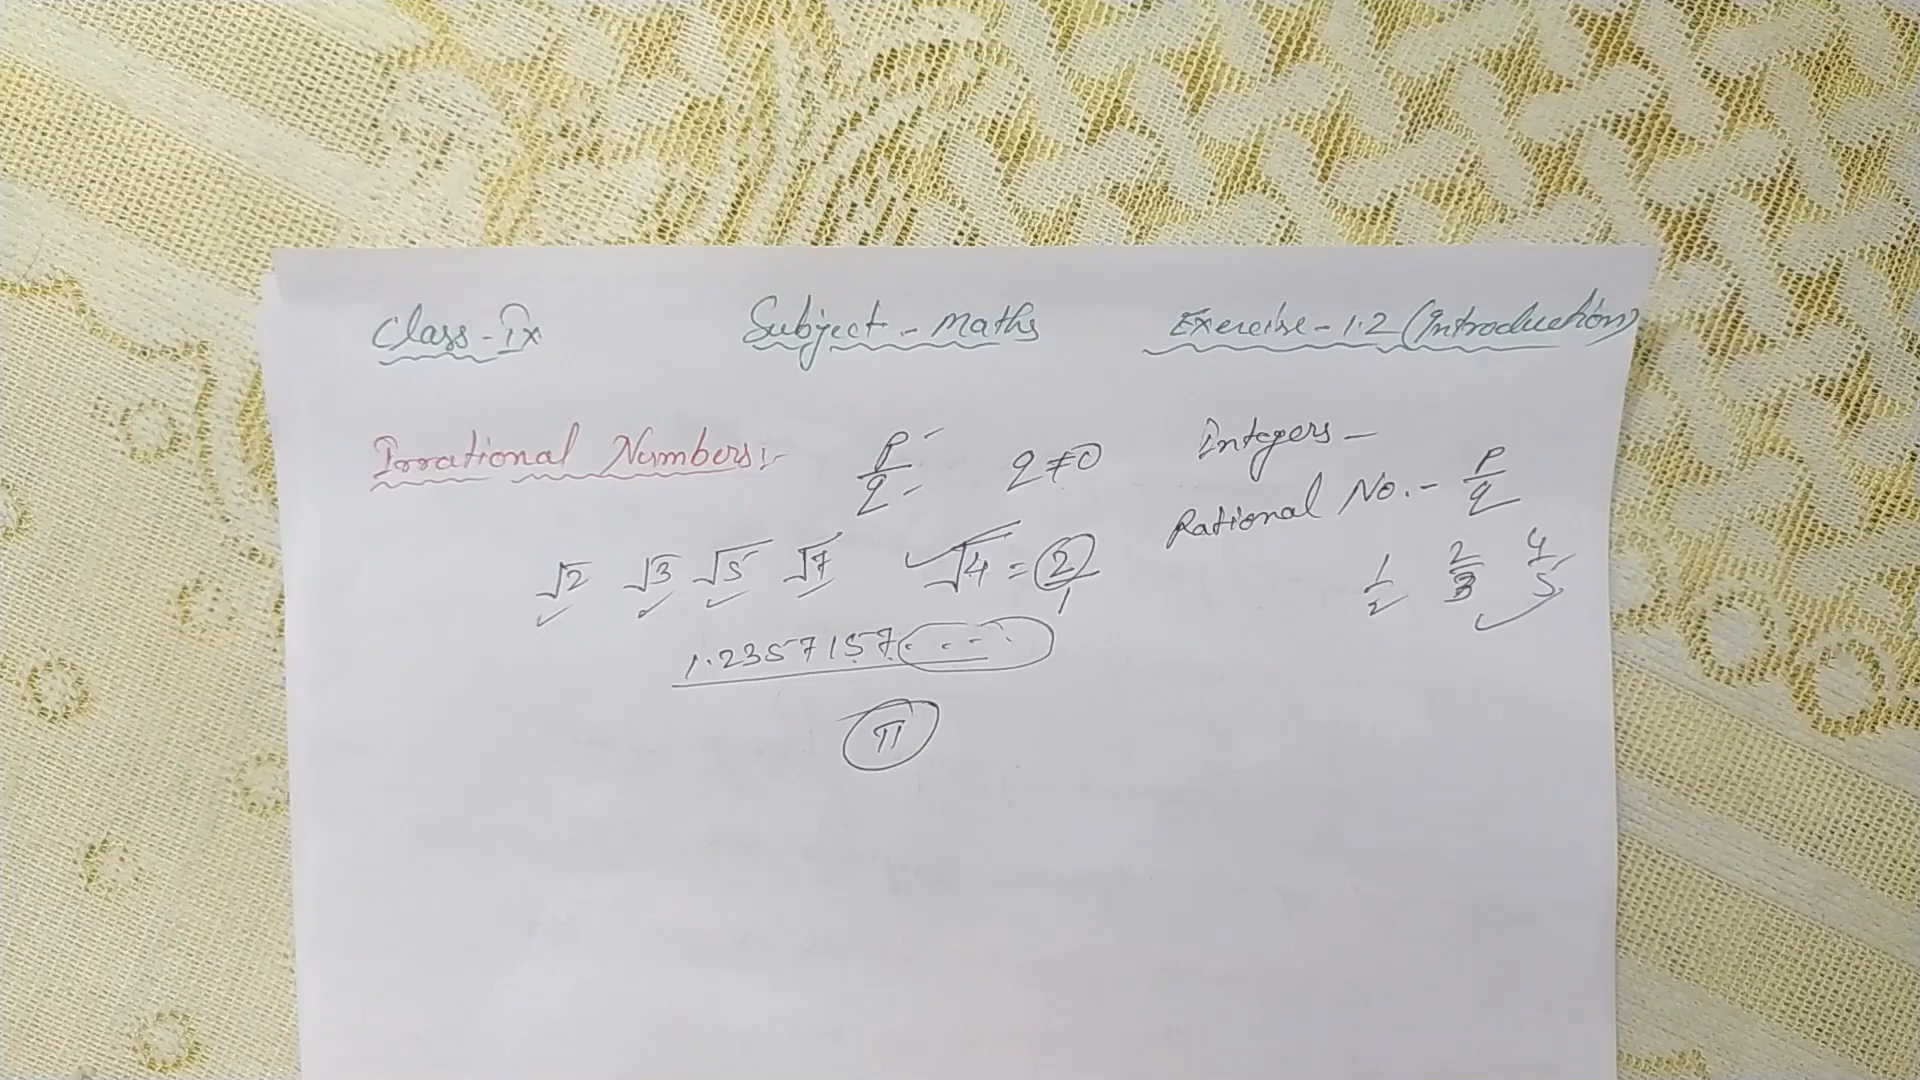 Class-IX Subject - Maths Exercise-1.2 (Introduction)
Irrational Numbers:- p/q q ≠ 0 Integers -
Rational No. - p/q
√2 √3 √5 √7 √4 = 2/1 1/2 2/3 4/5
1.2357157.....
π